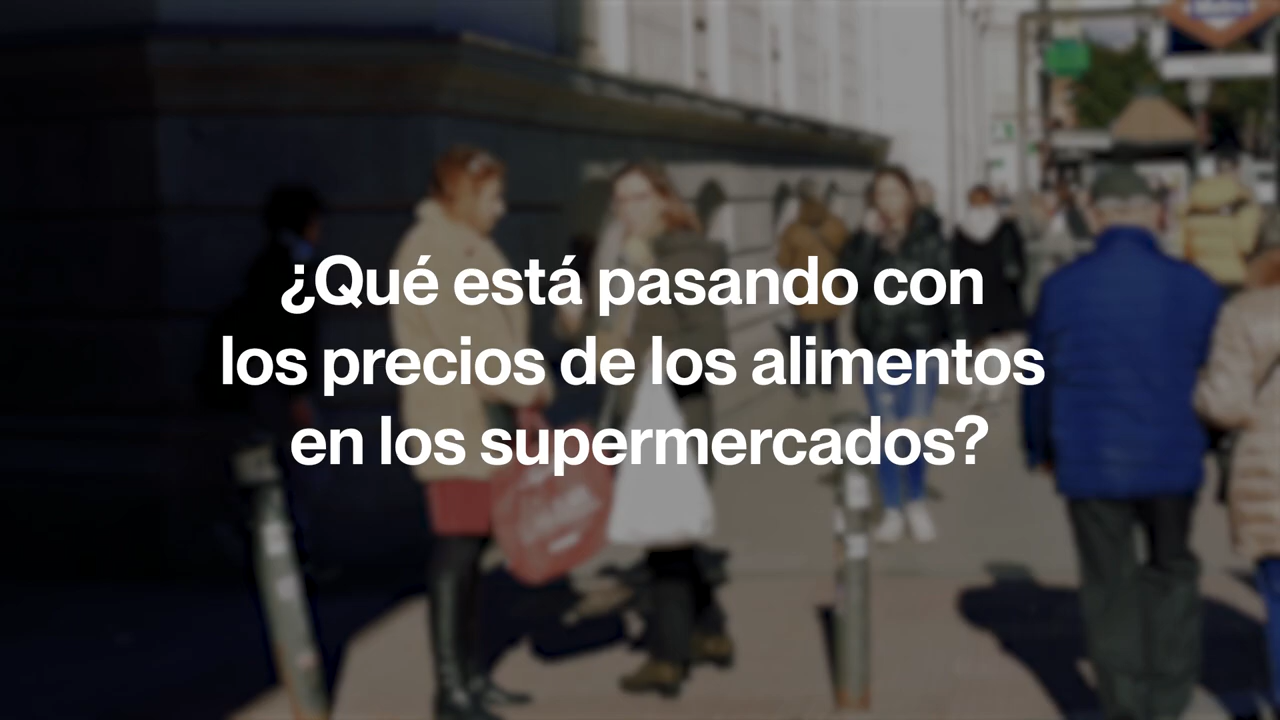 ¿Qué está pasando con
los precios de los alimentos
en los supermercados?